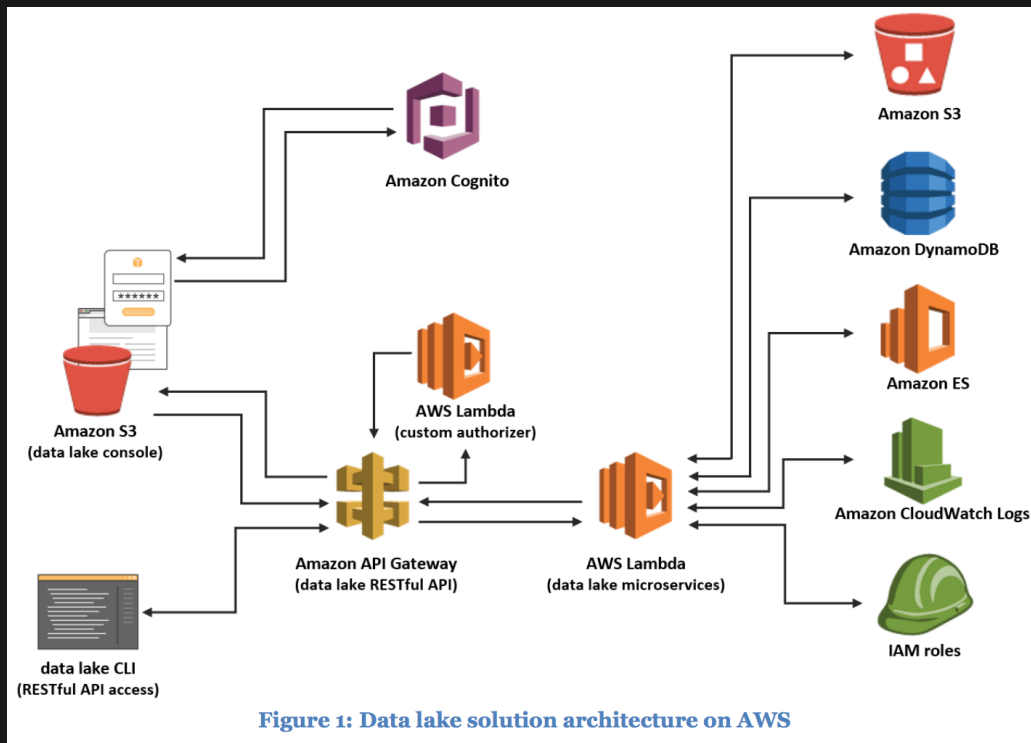 Amazon S3
Amazon Cognito
Amazon DynamoDB
******
Amazon ES
AWS Lambda
(custom authorizer)
Amazon S3
(data lake console)
Amazon CloudWatch Logs
Amazon API Gateway
(data lake RESTful API)
AWS Lambda
(data lake microservices)
IAM roles
data lake CLI
(RESTful API access)
Figure 1: Data lake solution architecture on AWS